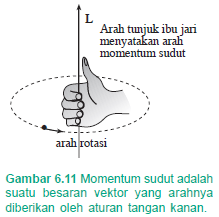 L
Arah tunjuk ibu jari
menyatakan arah
momentum sudut
arah rotasi
Gambar 6.11 Momentum sudut adalah
suatu besaran vektor yang arahnya
diberikan oleh aturan tangan kanan.